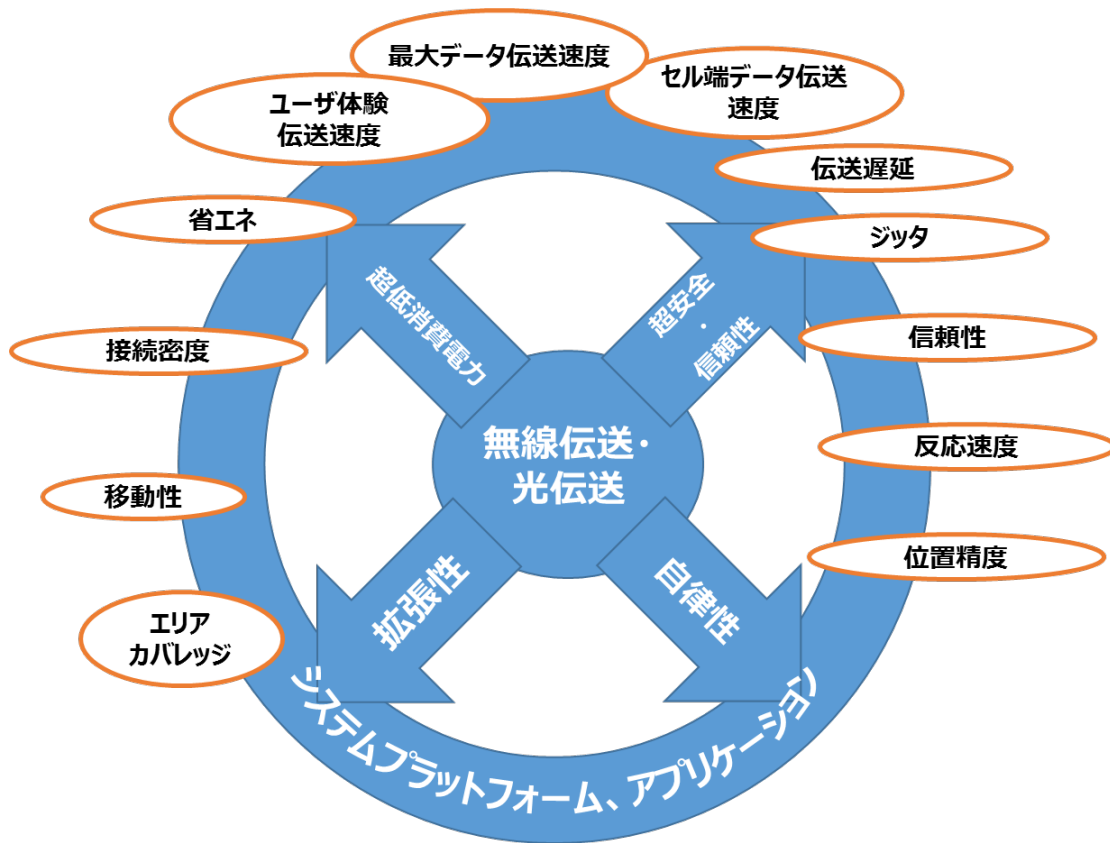 最大データ伝送速度
セル端データ伝送
速度
ユーザ体験
伝送速度
伝送遅延
省エネ
ジッタ
超低消費電力
超安全
・
信頼性
接続密度
信頼性
無線伝送・
光伝送
反応速度
移動性
位置精度
拡張性
自律性
エリア
カバレッジ
システムプラットフォーム、アプリケーション